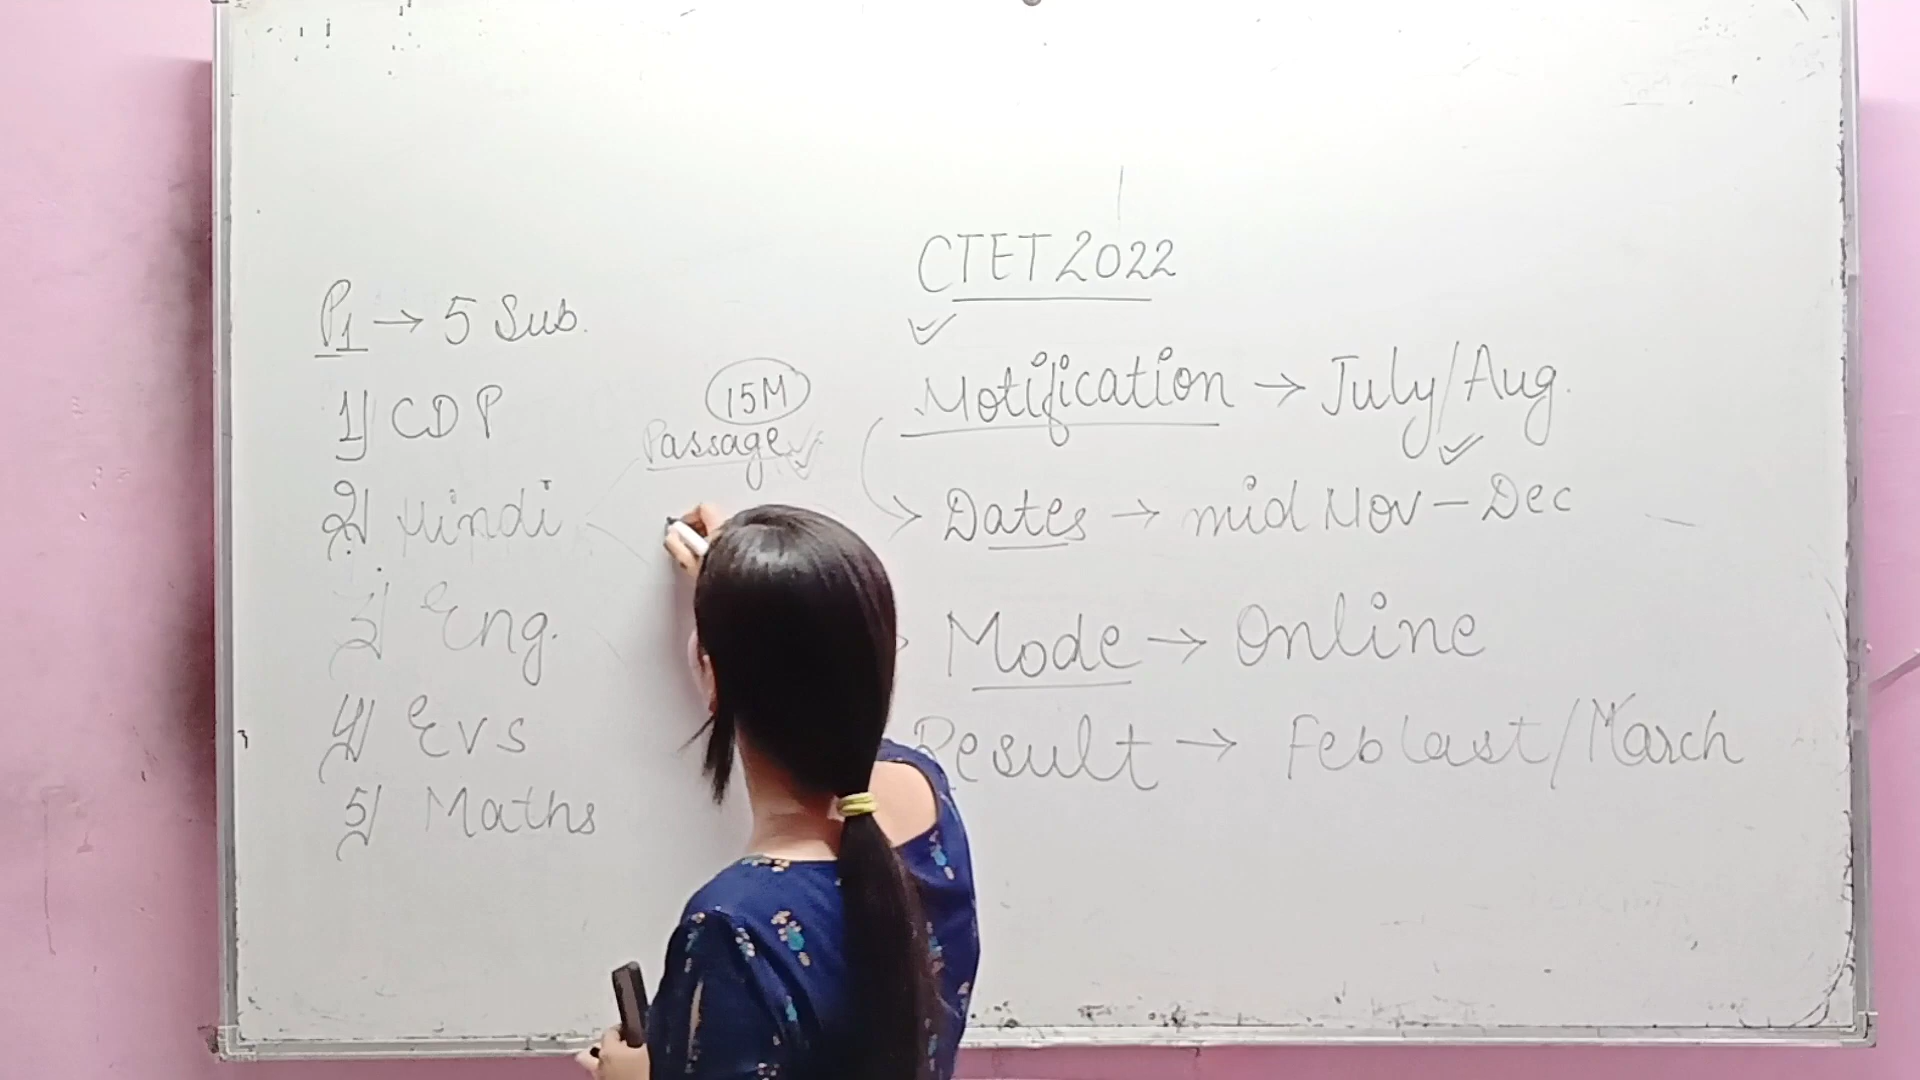 P1 → 5 Sub.
1) CDP
2) Hindi
3) Eng.
4) EVS
5) Maths
15M
Passage ✓
CTET 2022
✓
Notification → July/Aug.
✓
Dates → mid Nov - Dec
Mode → Online
Result → Feb last/March